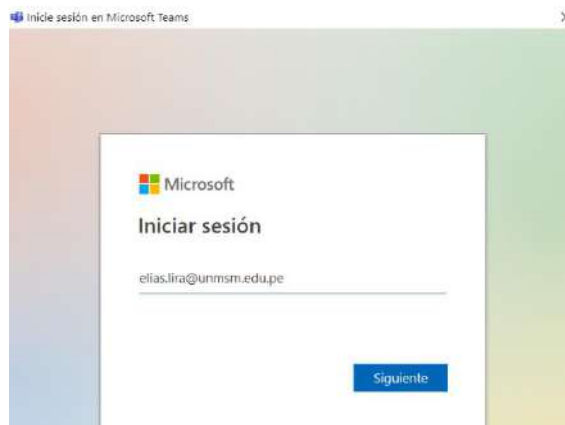 Inicie sesión en Microsoft Teams
Microsoft
Iniciar sesión
elias.lira@unmsm.edu.pe
Siguiente